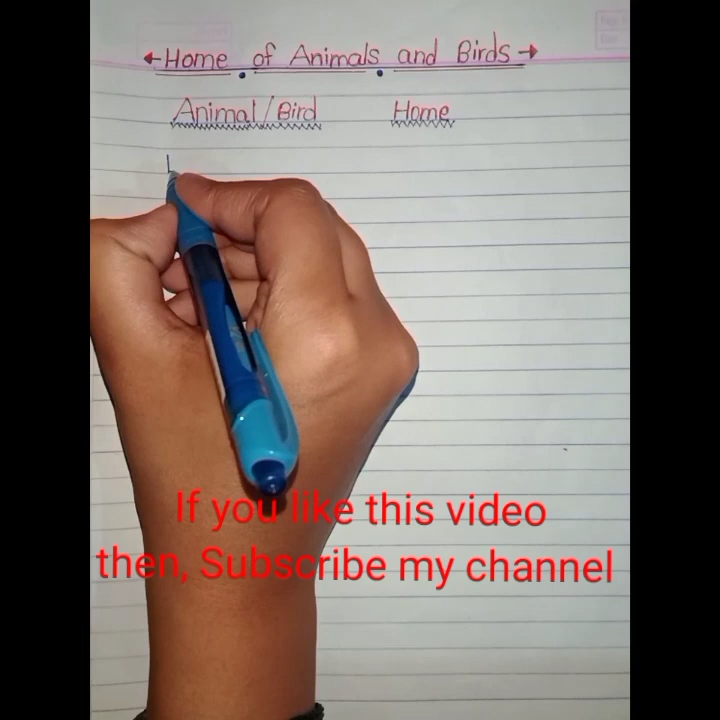 Home of Animals and Birds
Animal/Bird Home
If you like this video
then, Subscribe my channel